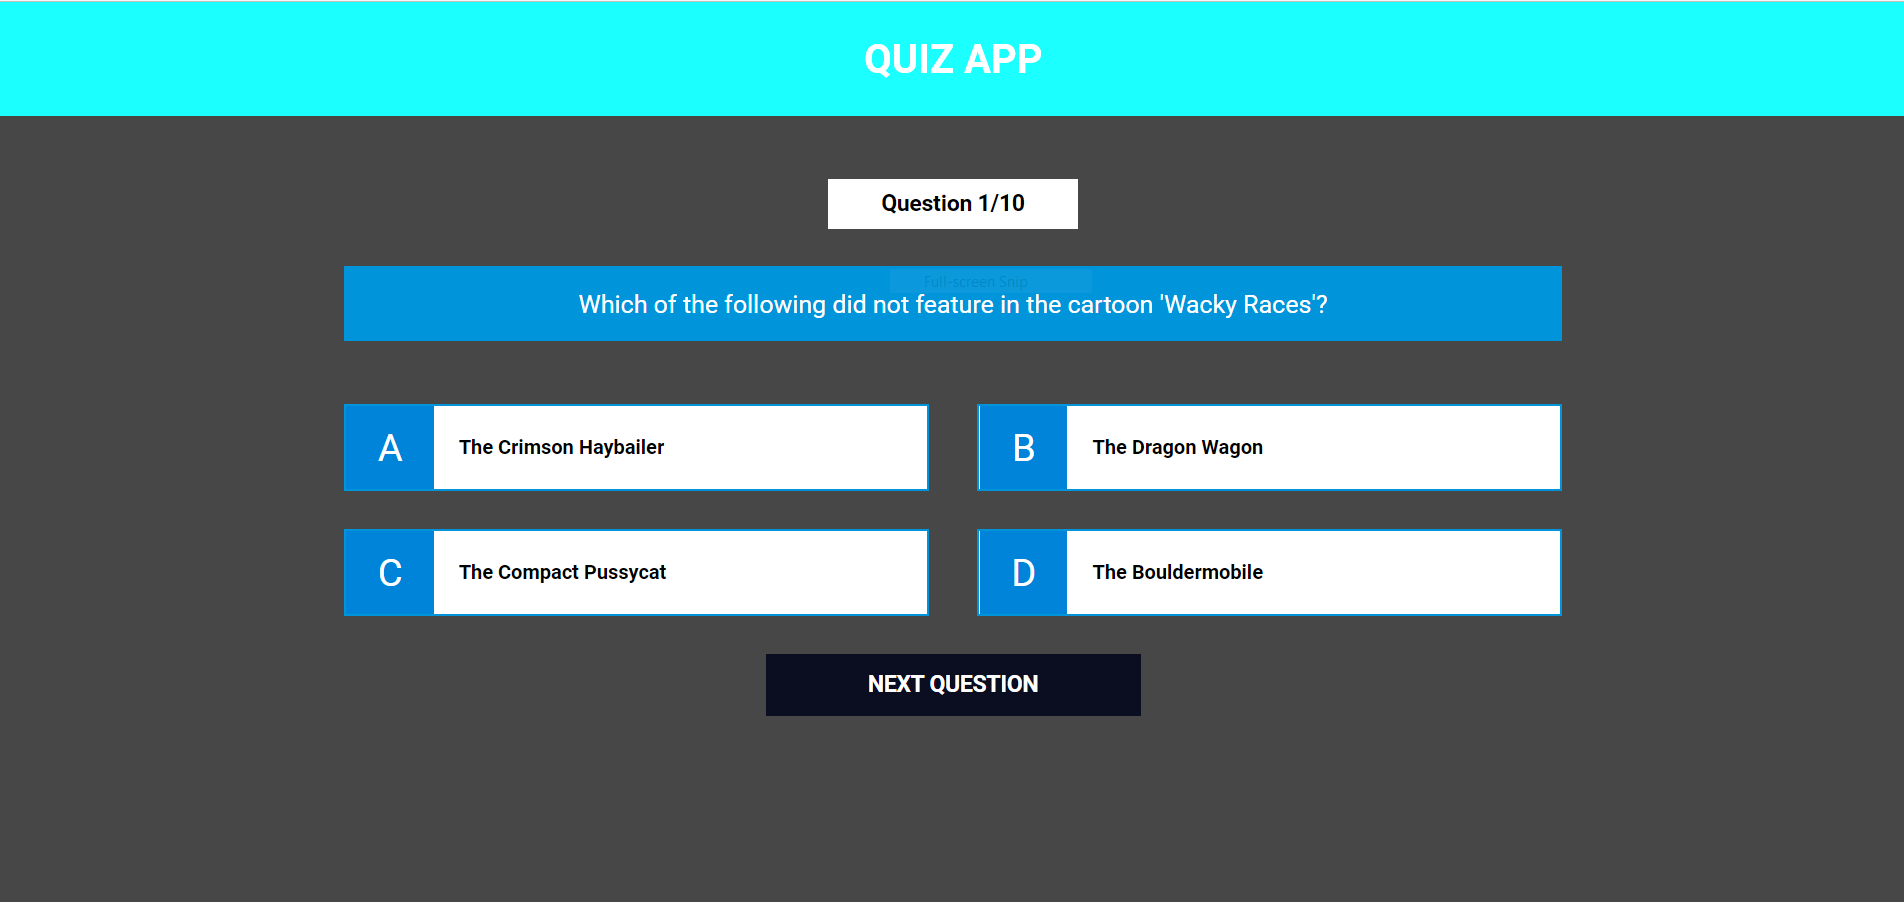 QUIZ APP
Question 1/10
Full-screen Snip
Which of the following did not feature in the cartoon 'Wacky Races'?
A The Crimson Haybailer
B The Dragon Wagon
C The Compact Pussycat
D The Bouldermobile
NEXT QUESTION